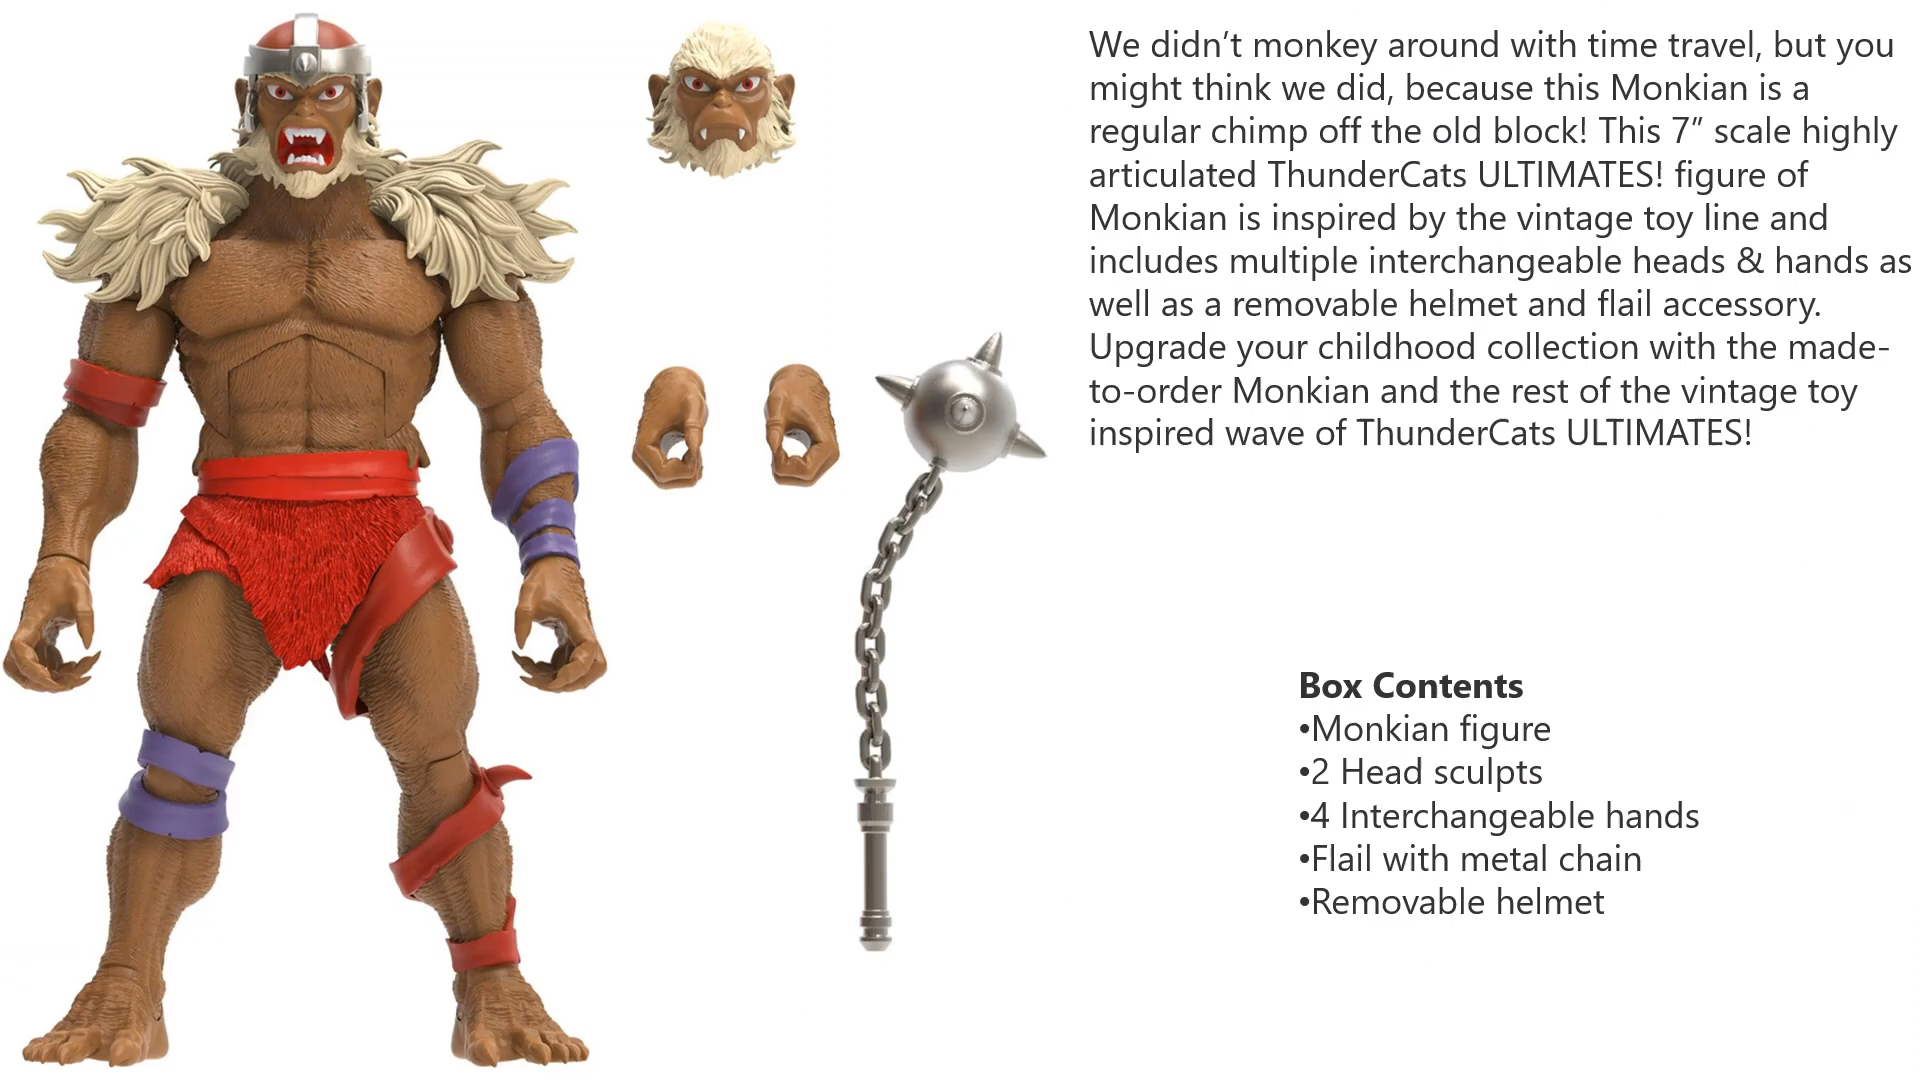 We didn’t monkey around with time travel, but you
might think we did, because this Monkian is a
regular chimp off the old block! This 7” scale highly
articulated ThunderCats ULTIMATES! figure of
Monkian is inspired by the vintage toy line and
includes multiple interchangeable heads & hands as
well as a removable helmet and flail accessory.
Upgrade your childhood collection with the made-
to-order Monkian and the rest of the vintage toy
inspired wave of ThunderCats ULTIMATES!
Box Contents
•Monkian figure
•2 Head sculpts
•4 Interchangeable hands
•Flail with metal chain
•Removable helmet